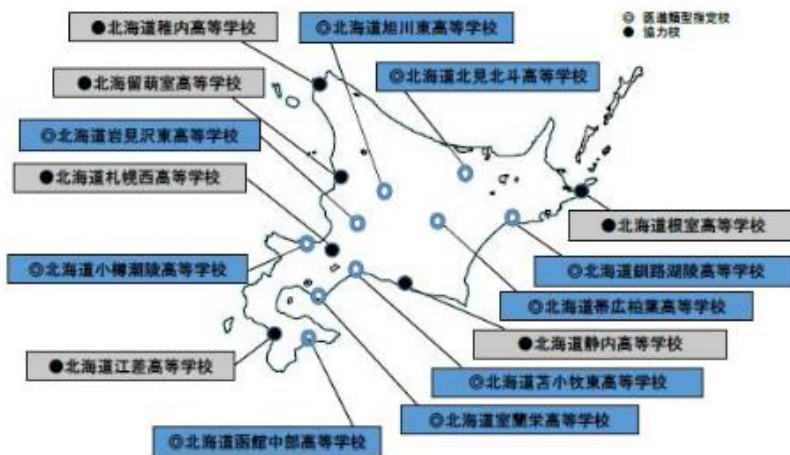 ◎医進類型指定校
●協力校
●北海道稚内高等学校
◎北海道旭川東高等学校
●北海留萌室高等学校
◎北海道北見北斗高等学校
◎北海道岩見沢東高等学校
●北海道札幌西高等学校
●北海道根室高等学校
◎北海道小樽潮陵高等学校
◎北海道釧路湖陵高等学校
◎北海道帯広柏葉高等学校
●北海道静内高等学校
●北海道江差高等学校
◎北海道苫小牧東高等学校
◎北海道室蘭栄高等学校
◎北海道函館中部高等学校